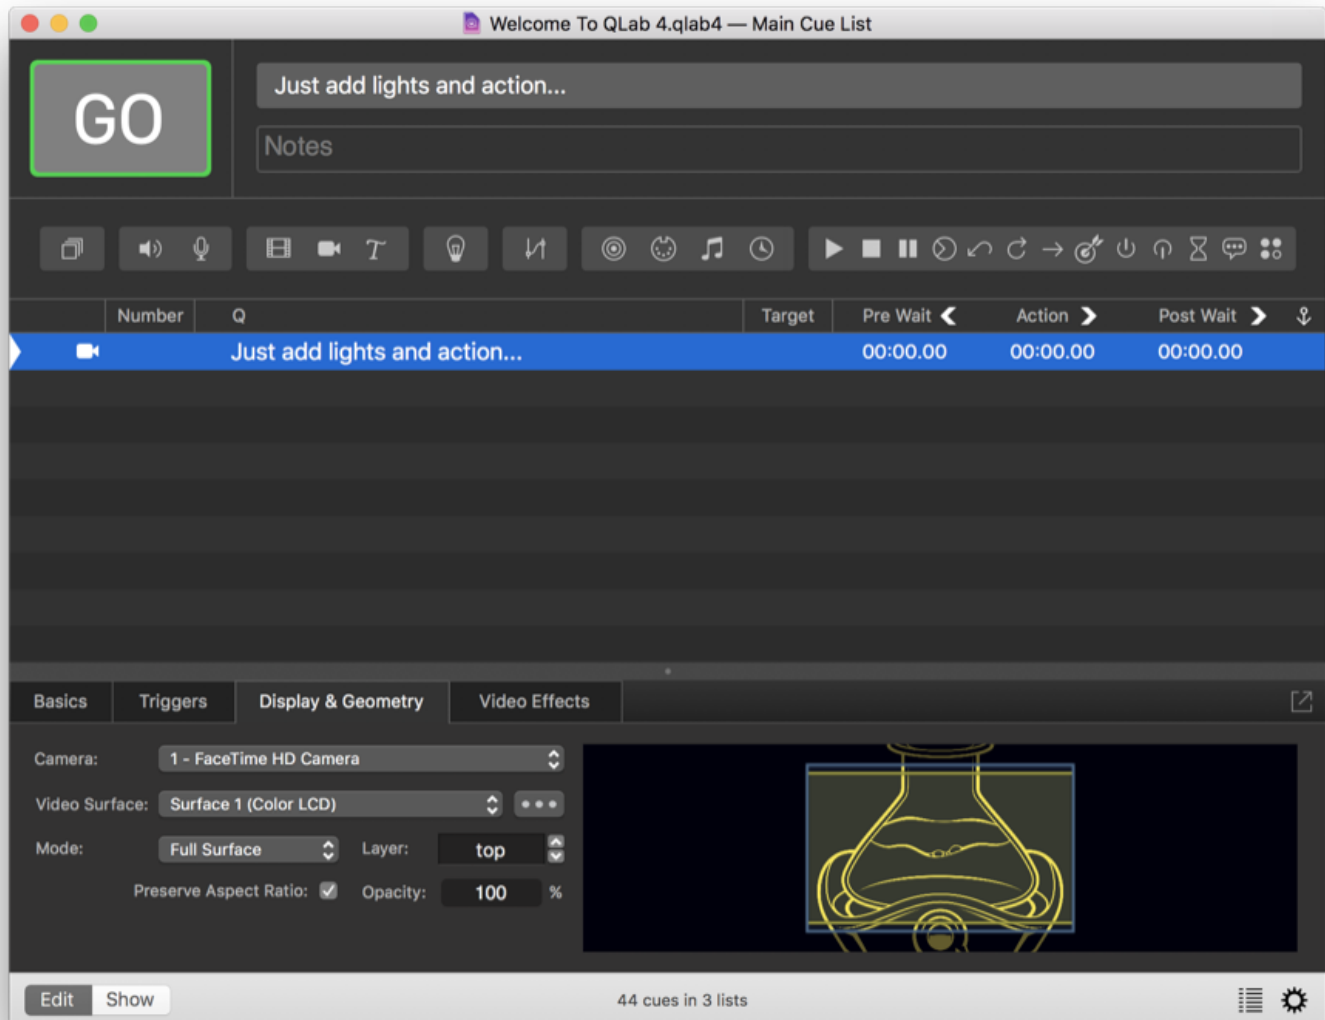 Welcome To QLab 4.qlab4 — Main Cue List
GO
Just add lights and action...
Notes
Number Q Target Pre Wait Action Post Wait
Just add lights and action... 00:00.00 00:00.00 00:00.00
Basics Triggers Display & Geometry Video Effects
Camera: 1 - FaceTime HD Camera
Video Surface: Surface 1 (Color LCD)
Mode: Full Surface Layer: top
Preserve Aspect Ratio: Opacity: 100 %
Edit Show 44 cues in 3 lists